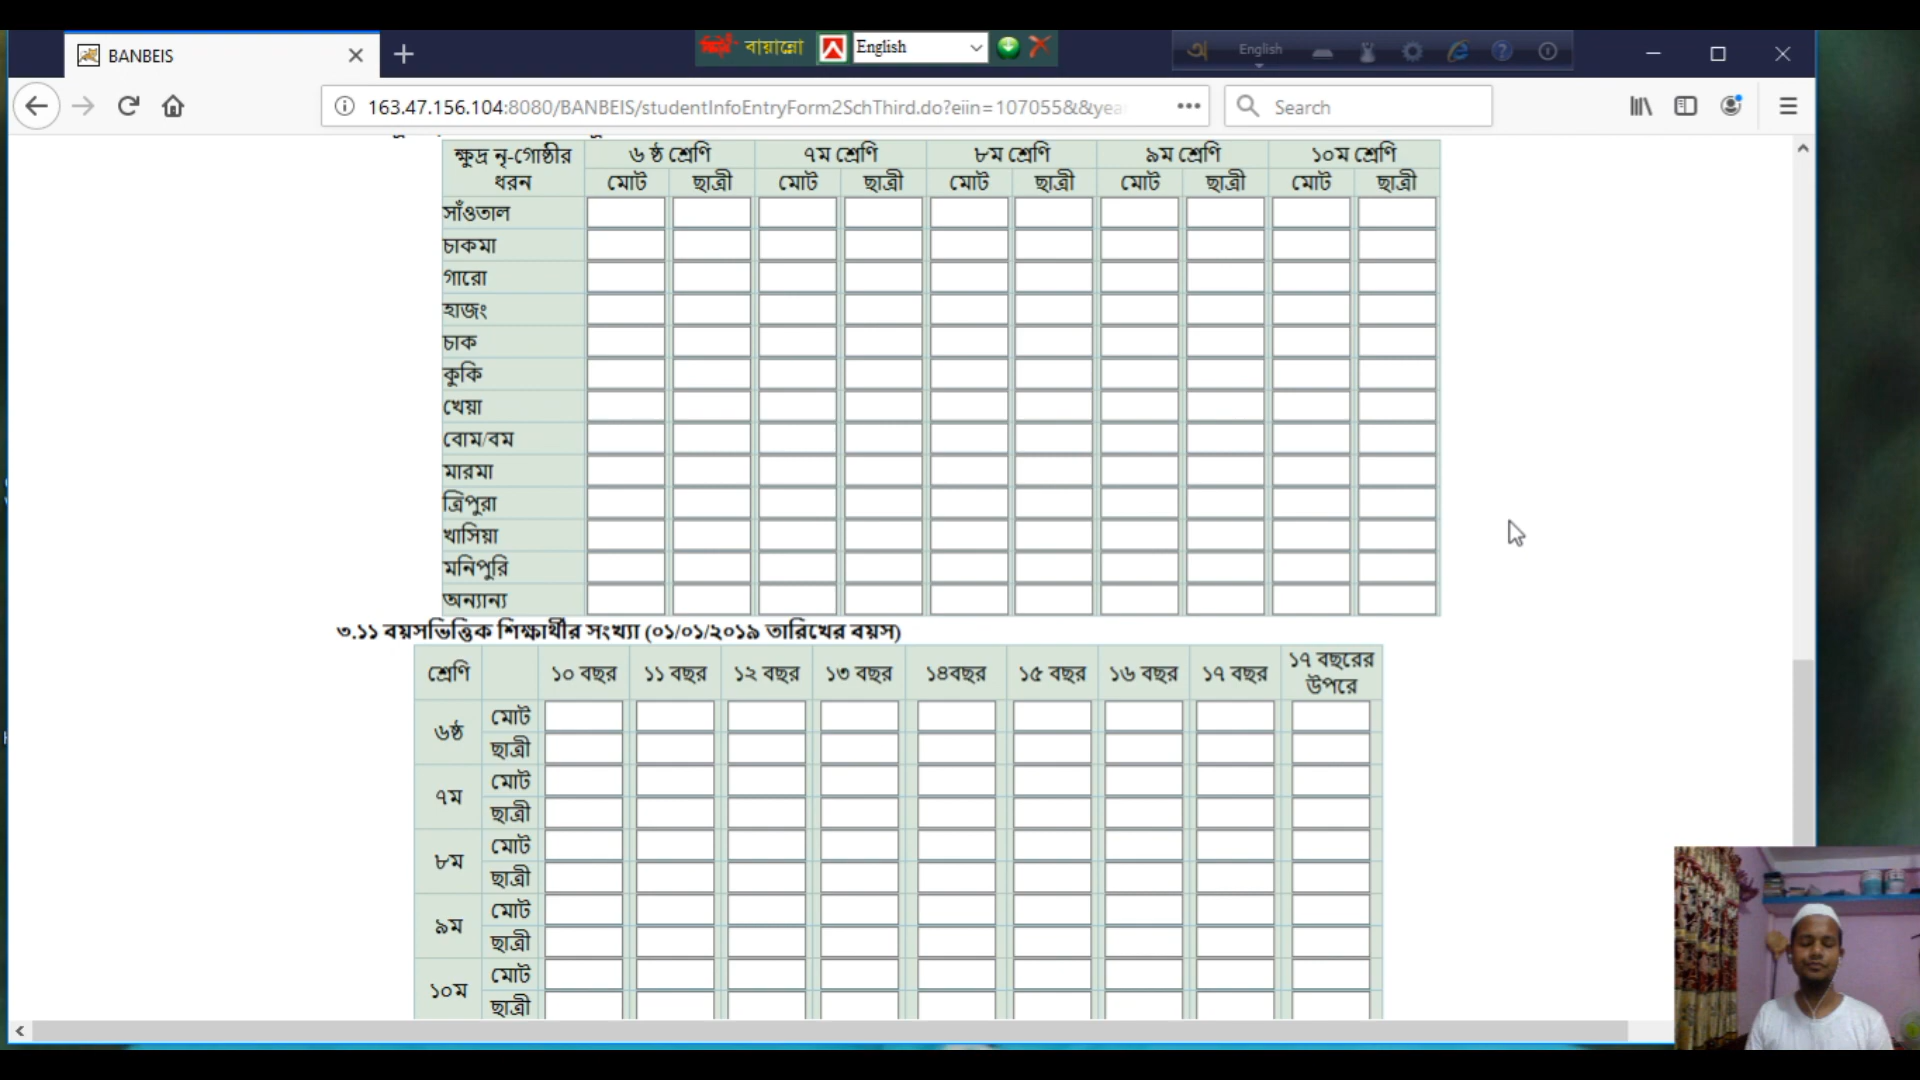 BANBEIS
বায়ান্নো
English
English
163.47.156.104:8080/BANBEIS/studentInfoEntryForm2SchThird.do?eiin=107055&&yea
Search
ক্ষুদ্র নৃ-গোষ্ঠীর ধরন ৬ ষ্ঠ শ্রেণি ৭ম শ্রেণি ৮ম শ্রেণি ৯ম শ্রেণি ১০ম শ্রেণি
মোট ছাত্রী মোট ছাত্রী মোট ছাত্রী মোট ছাত্রী মোট ছাত্রী
সাঁওতাল
চাকমা
গারো
হাজং
চাক
কুকি
খেয়া
বোম/বম
মারমা
ত্রিপুরা
খাসিয়া
মনিপুরি
অন্যান্য
৩.১১ বয়সভিত্তিক শিক্ষার্থীর সংখ্যা (০১/০১/২০১৯ তারিখের বয়স)
শ্রেণি ১০ বছর ১১ বছর ১২ বছর ১৩ বছর ১৪বছর ১৫ বছর ১৬ বছর ১৭ বছর ১৭ বছরের উপরে
৬ষ্ঠ মোট
ছাত্রী
৭ম মোট
ছাত্রী
৮ম মোট
ছাত্রী
৯ম মোট
ছাত্রী
১০ম মোট
ছাত্রী